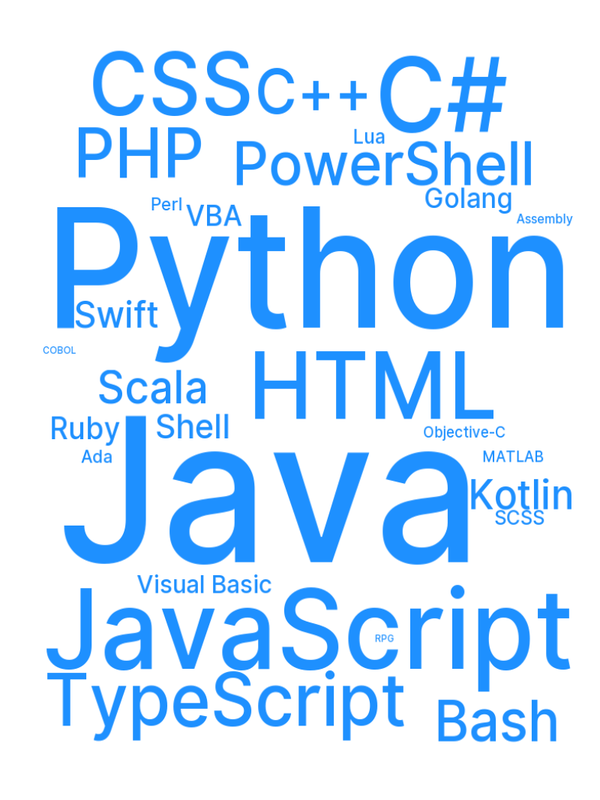 CSS C++ C#
PHP Lua PowerShell
Perl VBA Golang
Assembly
Python
Swift
COBOL
HTML
Scala
Ruby Shell Objective-C
Ada MATLAB
Java
Kotlin
SCSS
Visual Basic
JavaScript
RPG
TypeScript
Bash